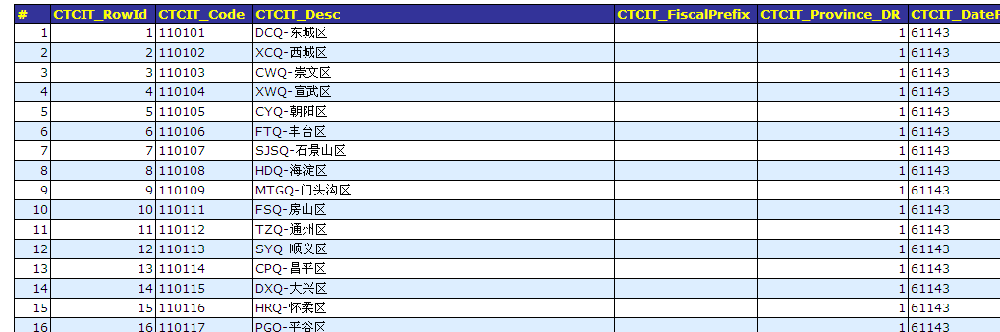 # CTCIT_RowId CTCIT_Code CTCIT_Desc CTCIT_FiscalPrefix CTCIT_Province_DR
1 1 110101 DCQ-东城区 1 61143
2 2 110102 XCQ-西城区 1 61143
3 3 110103 CWQ-崇文区 1 61143
4 4 110104 XWQ-宣武区 1 61143
5 5 110105 CYQ-朝阳区 1 61143
6 6 110106 FTQ-丰台区 1 61143
7 7 110107 SJSQ-石景山区 1 61143
8 8 110108 HDQ-海淀区 1 61143
9 9 110109 MTGQ-门头沟区 1 61143
10 10 110111 FSQ-房山区 1 61143
11 11 110112 TZQ-通州区 1 61143
12 12 110113 SYQ-顺义区 1 61143
13 13 110114 CPQ-昌平区 1 61143
14 14 110115 DXQ-大兴区 1 61143
15 15 110116 HRQ-怀柔区 1 61143
16 16 110117 PGQ-平谷区 1 61143